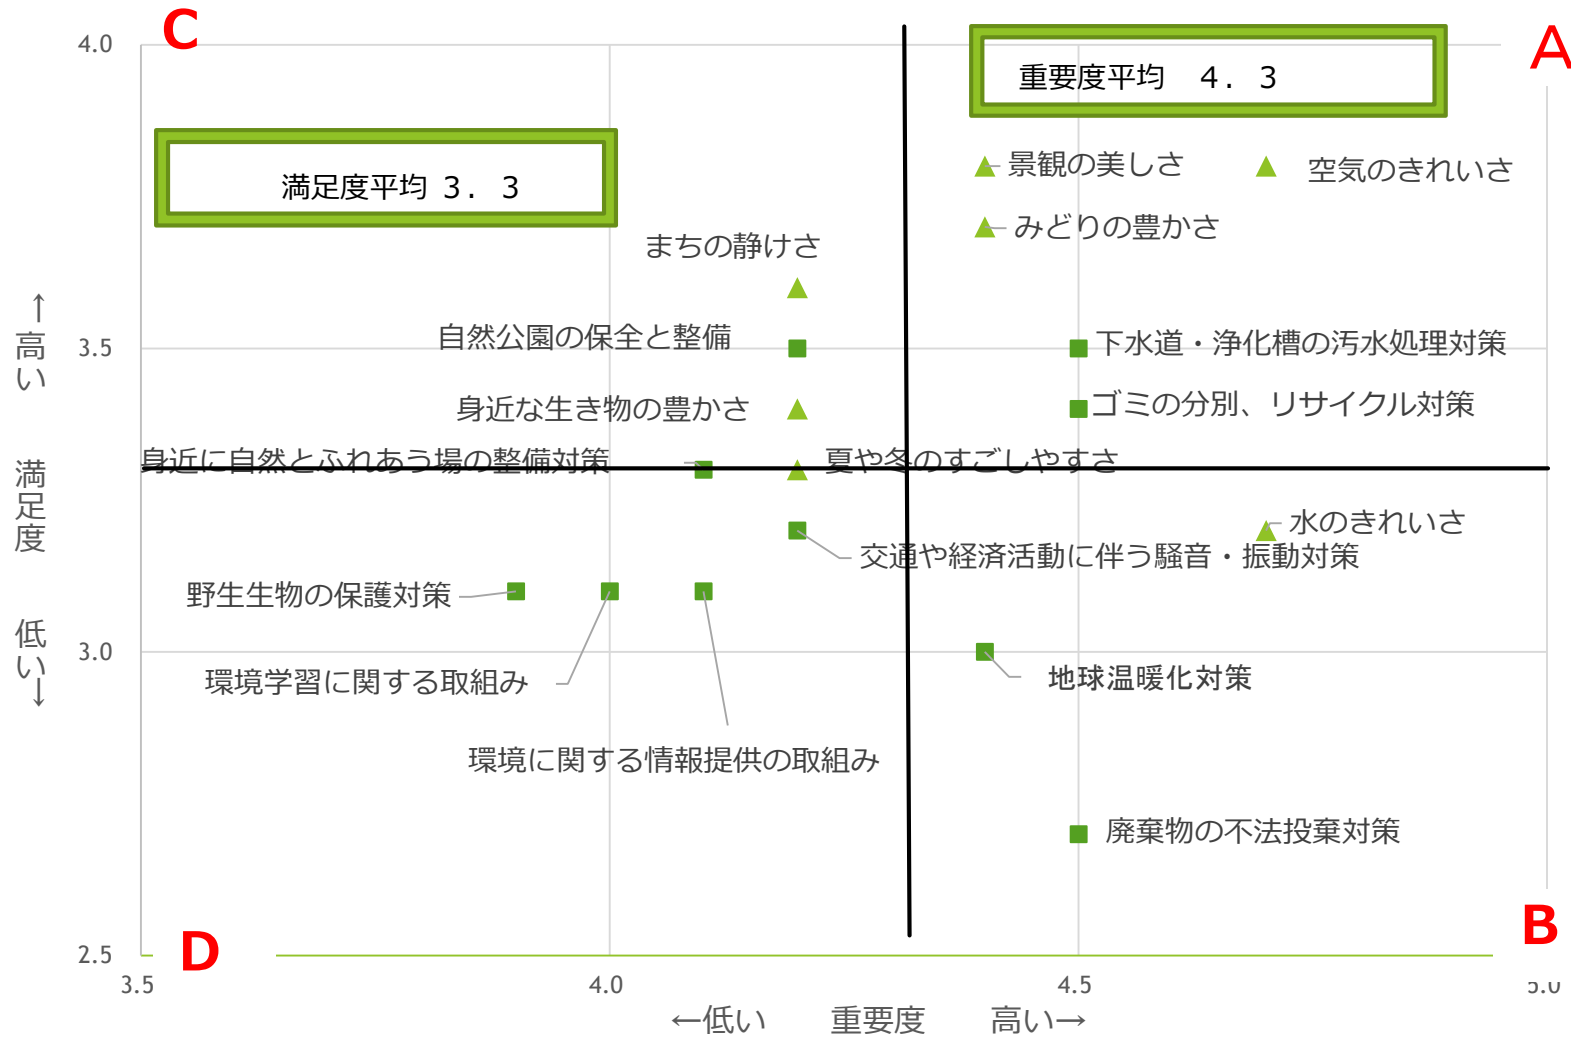 C
A
4.0
重要度平均　４．３
満足度平均 ３．３
景観の美しさ
空気のきれいさ
みどりの豊かさ
まちの静けさ
自然公園の保全と整備
3.5
下水道・浄化槽の汚水処理対策
身近な生き物の豊かさ
ゴミの分別、リサイクル対策
身近に自然とふれあう場の整備対策
夏や冬のすごしやすさ
水のきれいさ
交通や経済活動に伴う騒音・振動対策
野生生物の保護対策
3.0
環境学習に関する取組み
地球温暖化対策
環境に関する情報提供の取組み
廃棄物の不法投棄対策
←低い　満足度　高い→
2.5
D
B
3.5
4.0
4.5
5.0
←低い　重要度　高い→